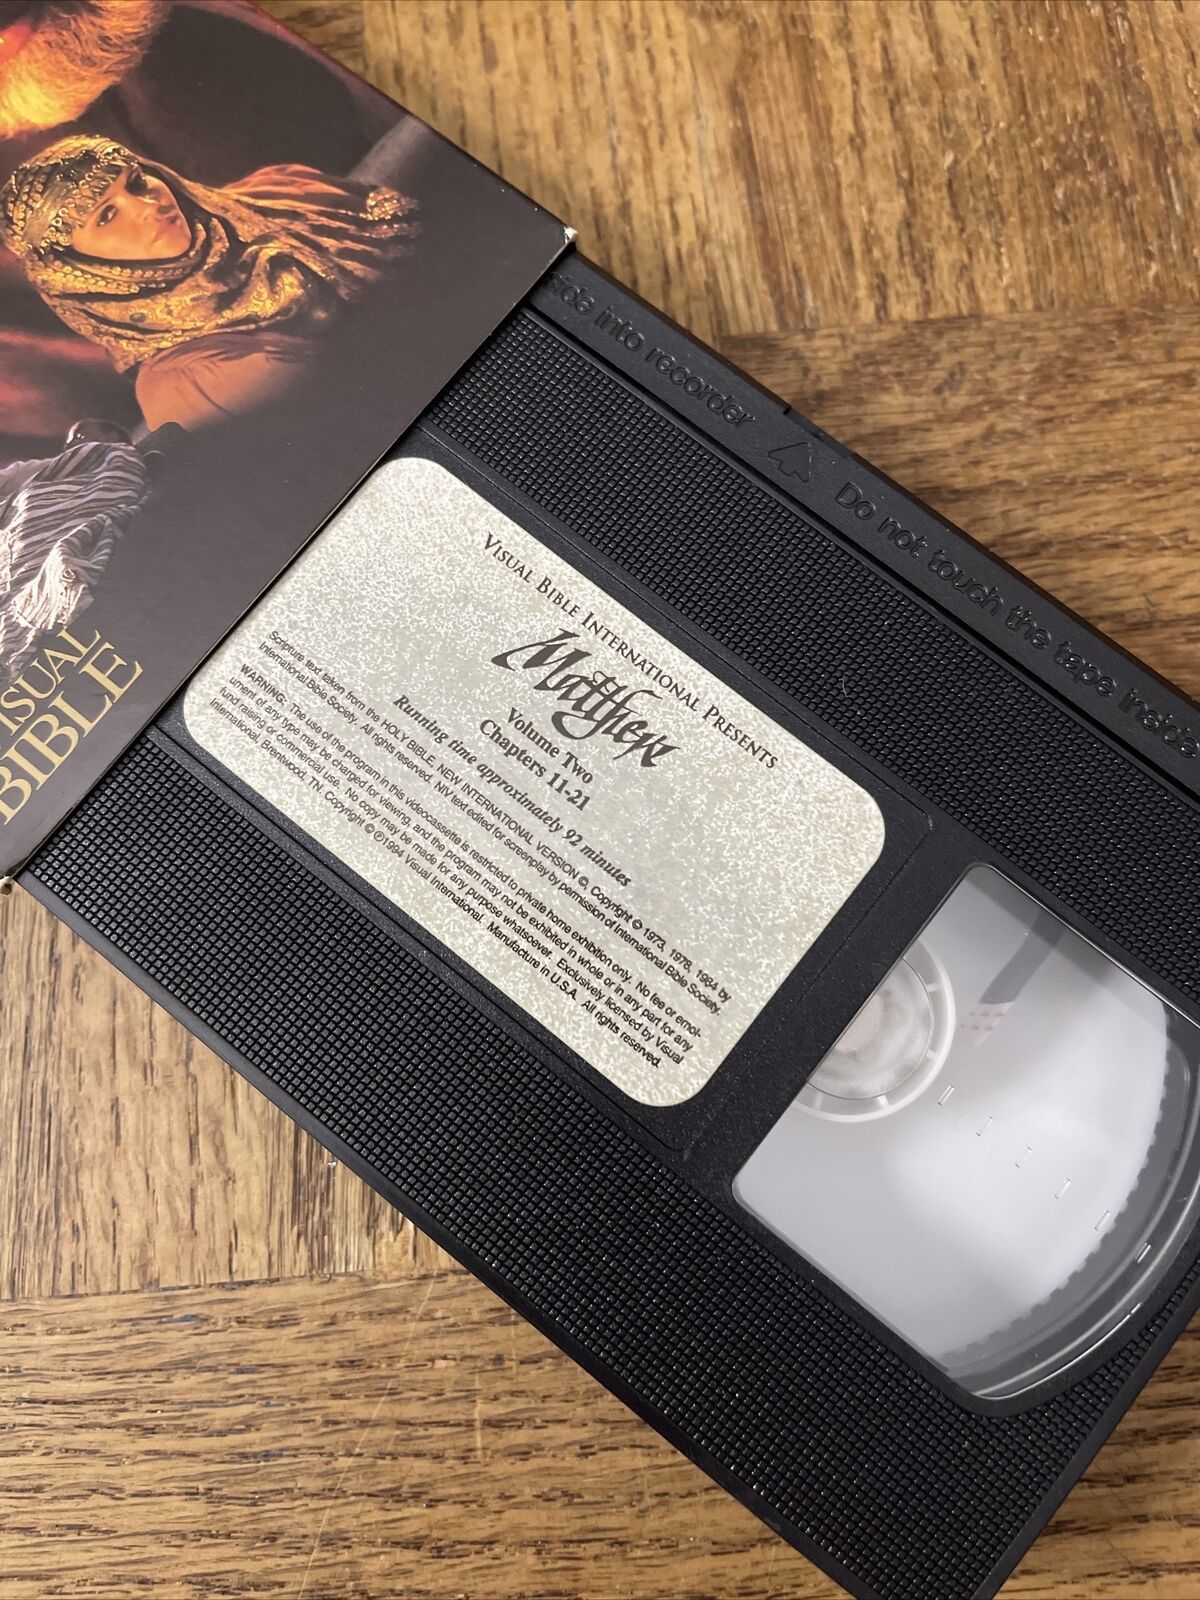 ISUAL
BIBLE
side into recorder
Do not touch the tape inside
VISUAL BIBLE INTERNATIONAL PRESENTS
Matthew
Volume Two
Chapters 11-21
Running time approximately 92 minutes
Scripture text taken from the HOLY BIBLE, NEW INTERNATIONAL VERSION ©, Copyright © 1973, 1978, 1984 by
International Bible Society. All rights reserved. NIV text edited for screenplay by permission of International Bible Society.
WARNING: The use of the program in this videocassette is restricted to private home exhibition only. No fee or emol-
ument of any type may be charged for viewing, and the program may not be exhibited in whole or in any part for any
fund raising or commercial use. No copy may be made for any purpose whatsoever. Exclusively licensed by Visual
International, Brentwood, TN. Copyright © ℗1994 Visual International. Manufacture in U.S.A. All rights reserved.